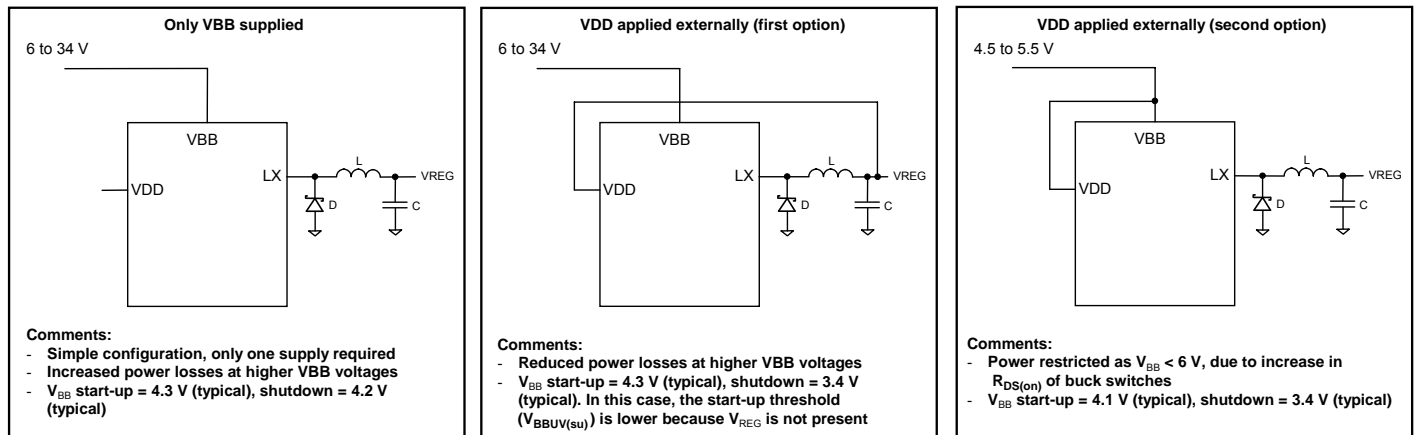 Only VBB supplied
6 to 34 V
VBB
VDD
LX
L
VREG
D
C
Comments:
- Simple configuration, only one supply required
- Increased power losses at higher VBB voltages
- VBB start-up = 4.3 V (typical), shutdown = 4.2 V
(typical)
VDD applied externally (first option)
6 to 34 V
VBB
VDD
LX
L
VREG
D
C
Comments:
- Reduced power losses at higher VBB voltages
- VBB start-up = 4.3 V (typical), shutdown = 3.4 V
(typical). In this case, the start-up threshold
(VBBUV(su)) is lower because VREG is not present
VDD applied externally (second option)
4.5 to 5.5 V
VBB
VDD
LX
L
VREG
D
C
Comments:
- Power restricted as VBB < 6 V, due to increase in
RDS(on) of buck switches
- VBB start-up = 4.1 V (typical), shutdown = 3.4 V (typical)